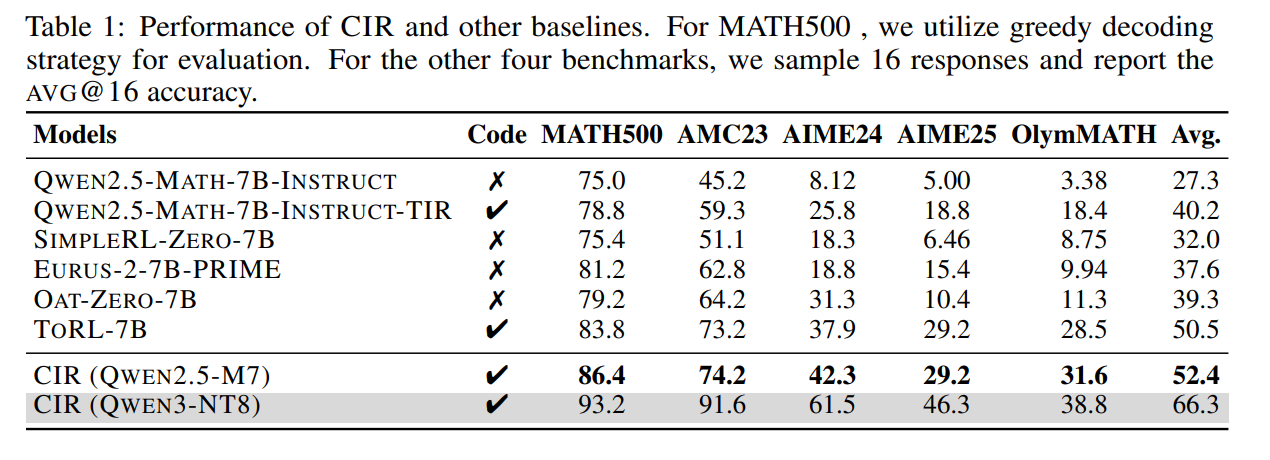 Table 1: Performance of CIR and other baselines. For MATH500 , we utilize greedy decoding
strategy for evaluation. For the other four benchmarks, we sample 16 responses and report the
AVG@16 accuracy.
Models Code MATH500 AMC23 AIME24 AIME25 OlymMATH Avg.
QWEN2.5-MATH-7B-INSTRUCT ✗ 75.0 45.2 8.12 5.00 3.38 27.3
QWEN2.5-MATH-7B-INSTRUCT-TIR ✔ 78.8 59.3 25.8 18.8 18.4 40.2
SIMPLERL-ZERO-7B ✗ 75.4 51.1 18.3 6.46 8.75 32.0
EURUS-2-7B-PRIME ✗ 81.2 62.8 18.8 15.4 9.94 37.6
OAT-ZERO-7B ✗ 79.2 64.2 31.3 10.4 11.3 39.3
TORL-7B ✔ 83.8 73.2 37.9 29.2 28.5 50.5
CIR (QWEN2.5-M7) ✔ 86.4 74.2 42.3 29.2 31.6 52.4
CIR (QWEN3-NT8) ✔ 93.2 91.6 61.5 46.3 38.8 66.3